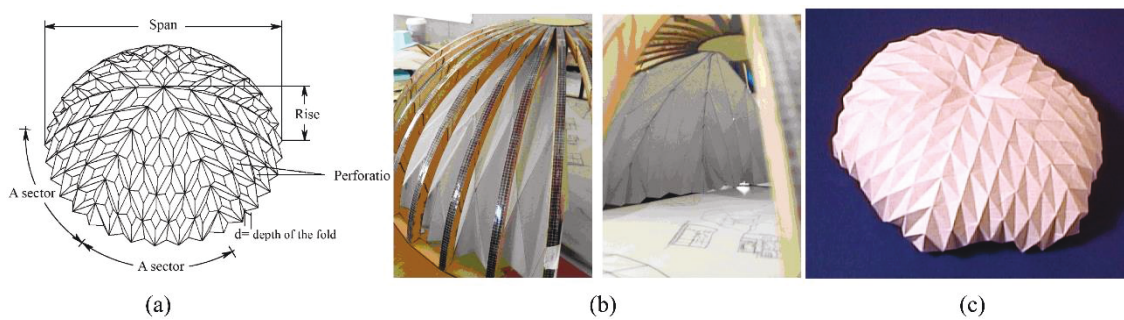 Span
Rise
Perforatio
A sector
d= depth of the fold
A sector
(a)
(b)
(c)